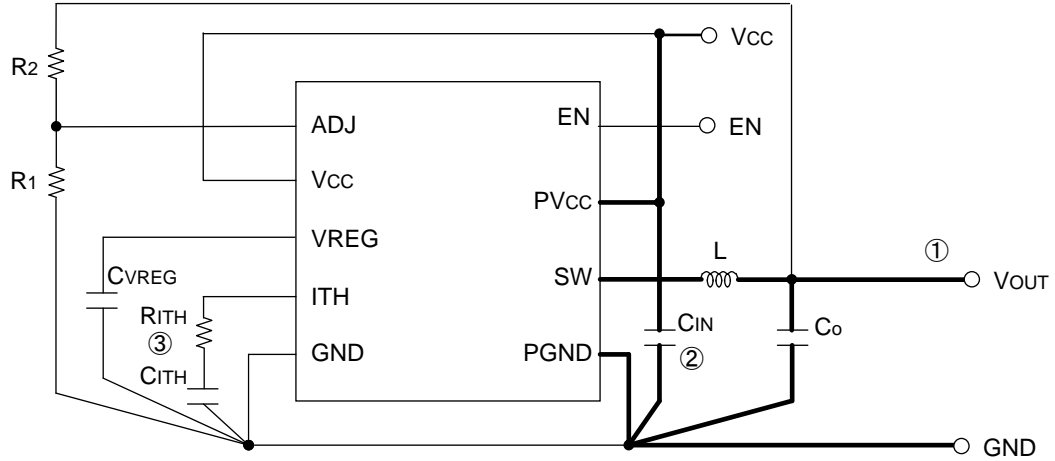 VCC
R2
ADJ
EN
EN
R1
VCC
PVCC
VREG
L
①
CVREG
SW
VOUT
ITH
RITH
CIN
CO
③
GND
PGND
②
CITH
GND